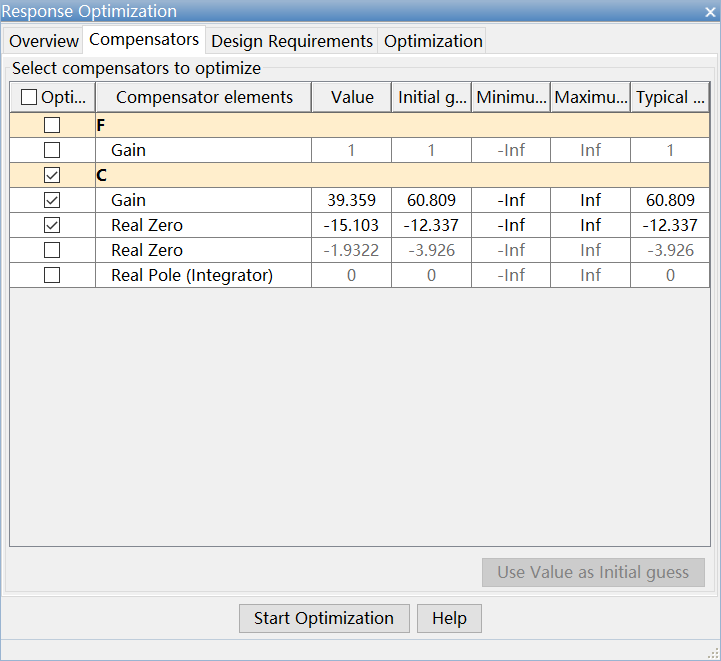 Response Optimization
Overview Compensators Design Requirements Optimization
Select compensators to optimize
Opti... Compensator elements Value Initial g... Minimu... Maximu... Typical ...
F
Gain 1 1 -Inf Inf 1
C
Gain 39.359 60.809 -Inf Inf 60.809
Real Zero -15.103 -12.337 -Inf Inf -12.337
Real Zero -1.9322 -3.926 -Inf Inf -3.926
Real Pole (Integrator) 0 0 -Inf Inf 0
Use Value as Initial guess
Start Optimization Help